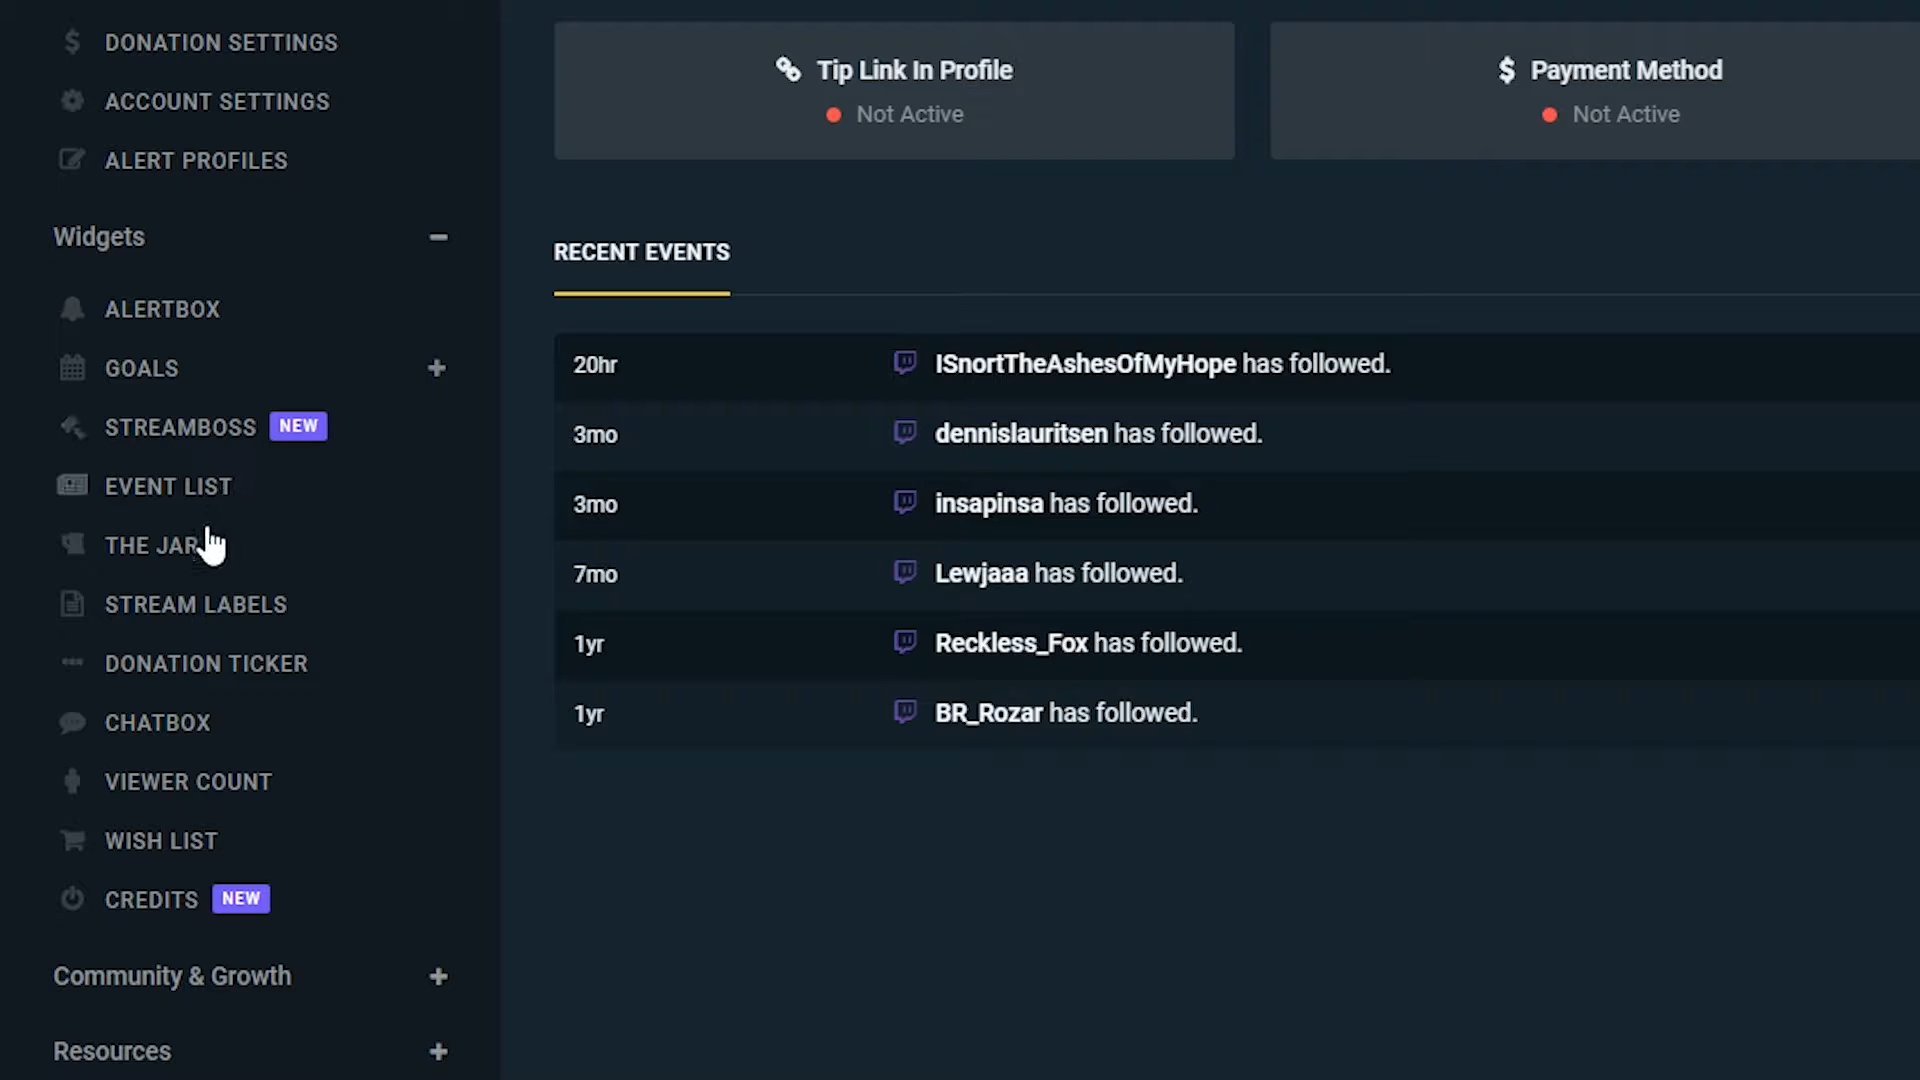 DONATION SETTINGS
ACCOUNT SETTINGS
ALERT PROFILES
Widgets
ALERTBOX
GOALS
STREAMBOSS NEW
EVENT LIST
THE JAR
STREAM LABELS
DONATION TICKER
CHATBOX
VIEWER COUNT
WISH LIST
CREDITS NEW
Community & Growth
Resources
Tip Link In Profile
Not Active
Payment Method
Not Active
RECENT EVENTS
20hr ISnortTheAshesOfMyHope has followed.
3mo dennislauritsen has followed.
3mo insapinsa has followed.
7mo Lewjaaa has followed.
1yr Reckless_Fox has followed.
1yr BR_Rozar has followed.